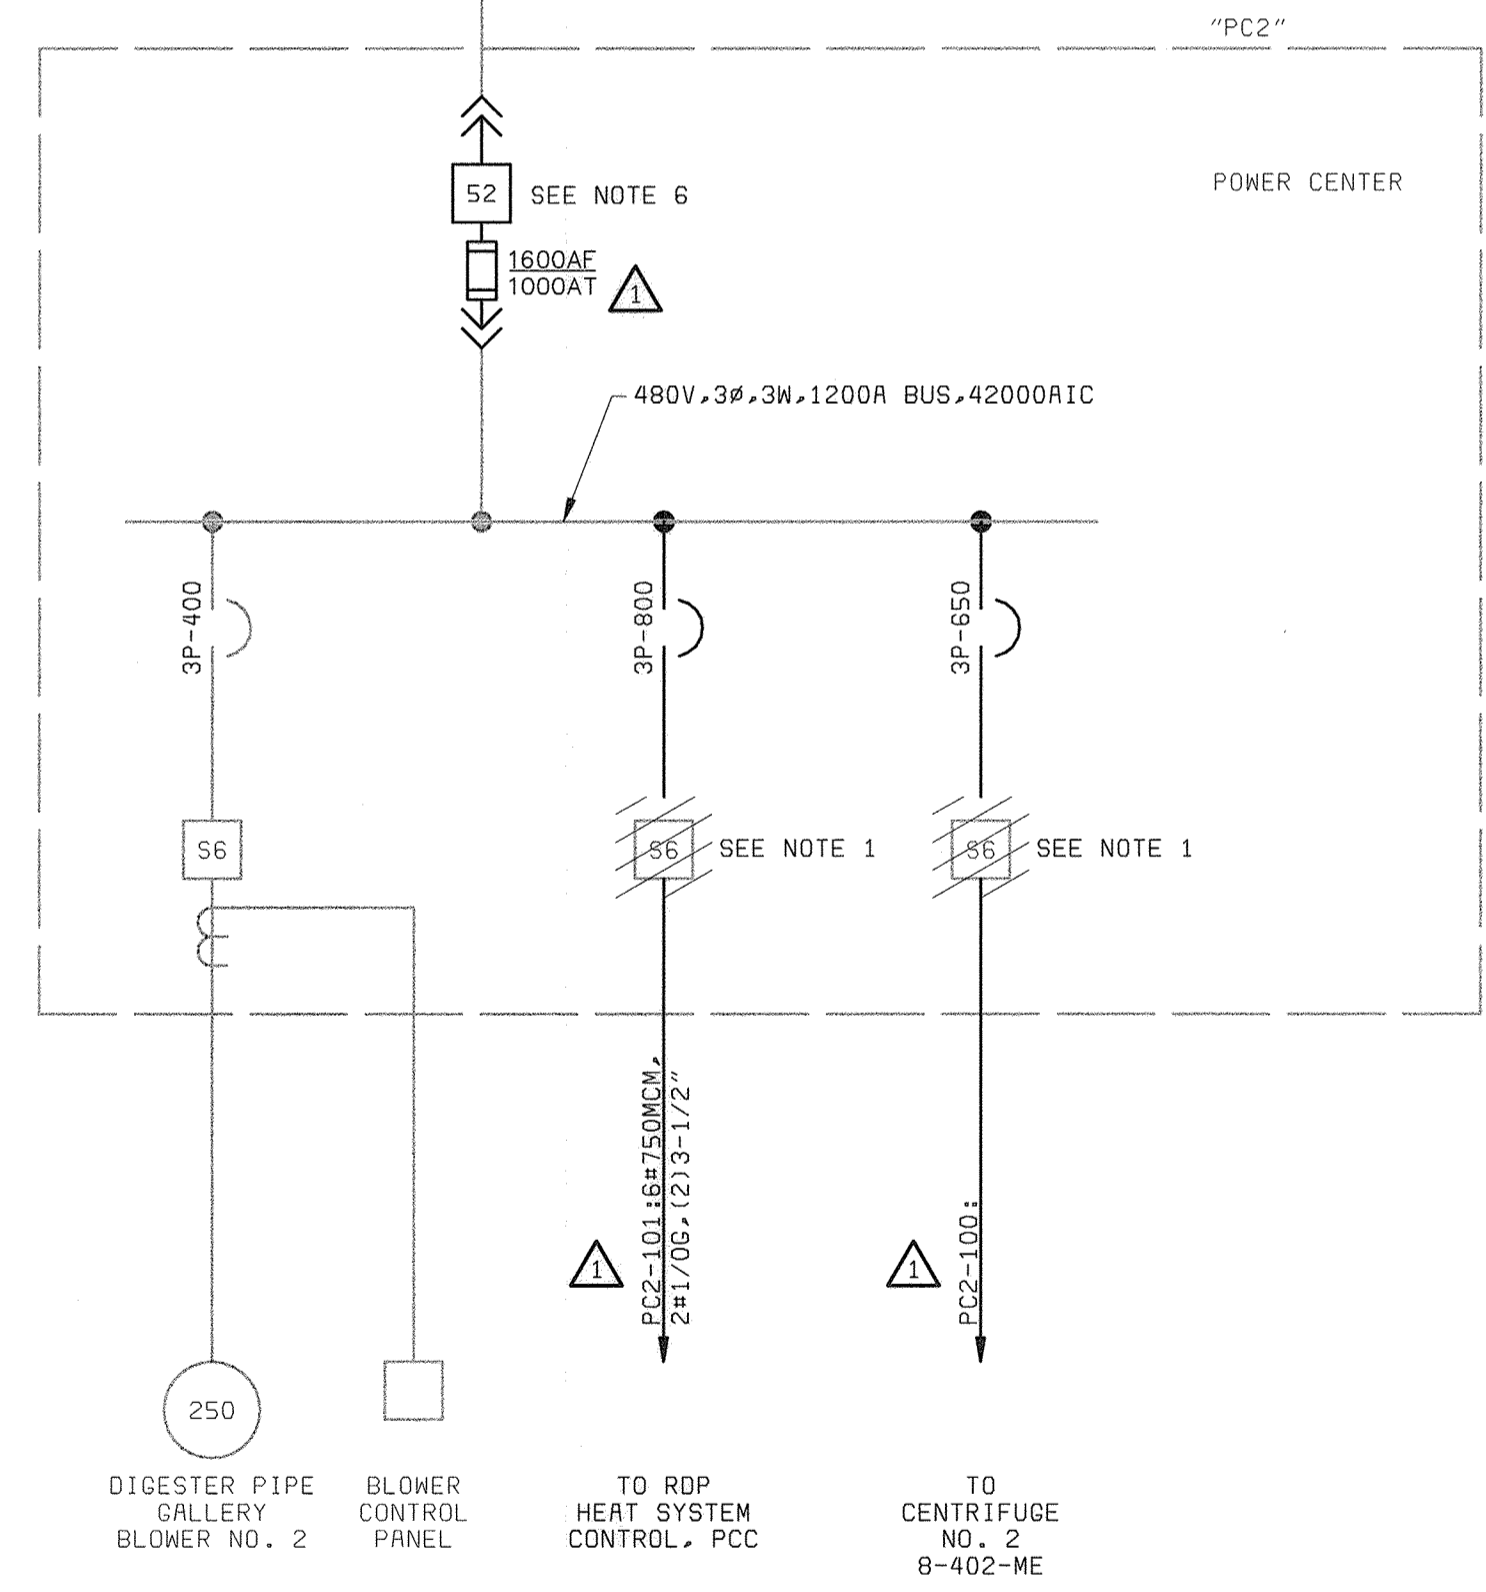 "PC2"
POWER CENTER
52
SEE NOTE 6
1600AF
1000AT
1
480V,3Ø,3W,1200A BUS,42000AIC
3P-400
3P-800
3P-650
S6
S6
SEE NOTE 1
S6
SEE NOTE 1
PC2-101:6#750MCM,
2#1/0G,(2)3-1/2"
1
PC2-100:
1
250
DIGESTER PIPE
GALLERY
BLOWER NO. 2
BLOWER
CONTROL
PANEL
TO RDP
HEAT SYSTEM
CONTROL, PCC
TO
CENTRIFUGE
NO. 2
8-402-ME